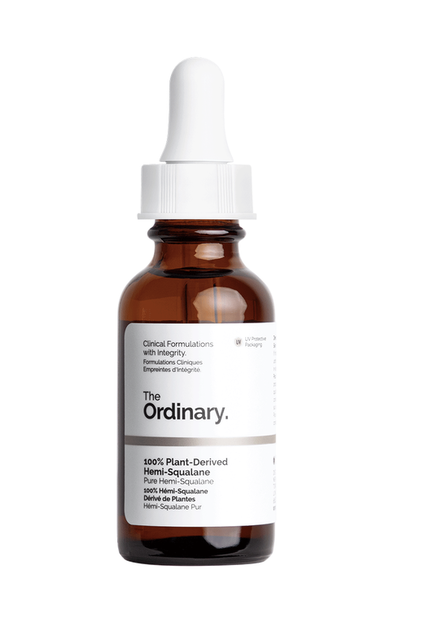 Clinical Formulations
with Integrity.
Formulations Cliniques
Empreintes d'Intégrité.
UV
UV Protective
Packaging
The
Ordinary.
100% Plant-Derived
Hemi-Squalane
Pure Hemi-Squalane
100% Hémi-Squalane
Dérivé de Plantes
Hémi-Squalane Pur